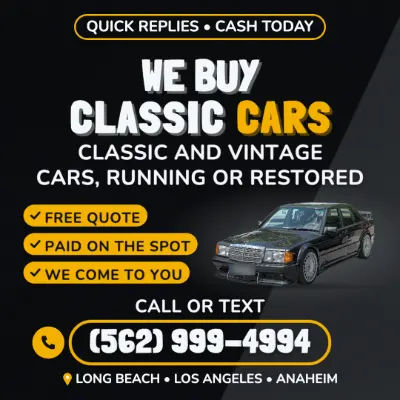 QUICK REPLIES • CASH TODAY
WE BUY
CLASSIC CARS
CLASSIC AND VINTAGE
CARS, RUNNING OR RESTORED
FREE QUOTE
PAID ON THE SPOT
WE COME TO YOU
CALL OR TEXT
(562) 999-4994
LONG BEACH • LOS ANGELES • ANAHEIM